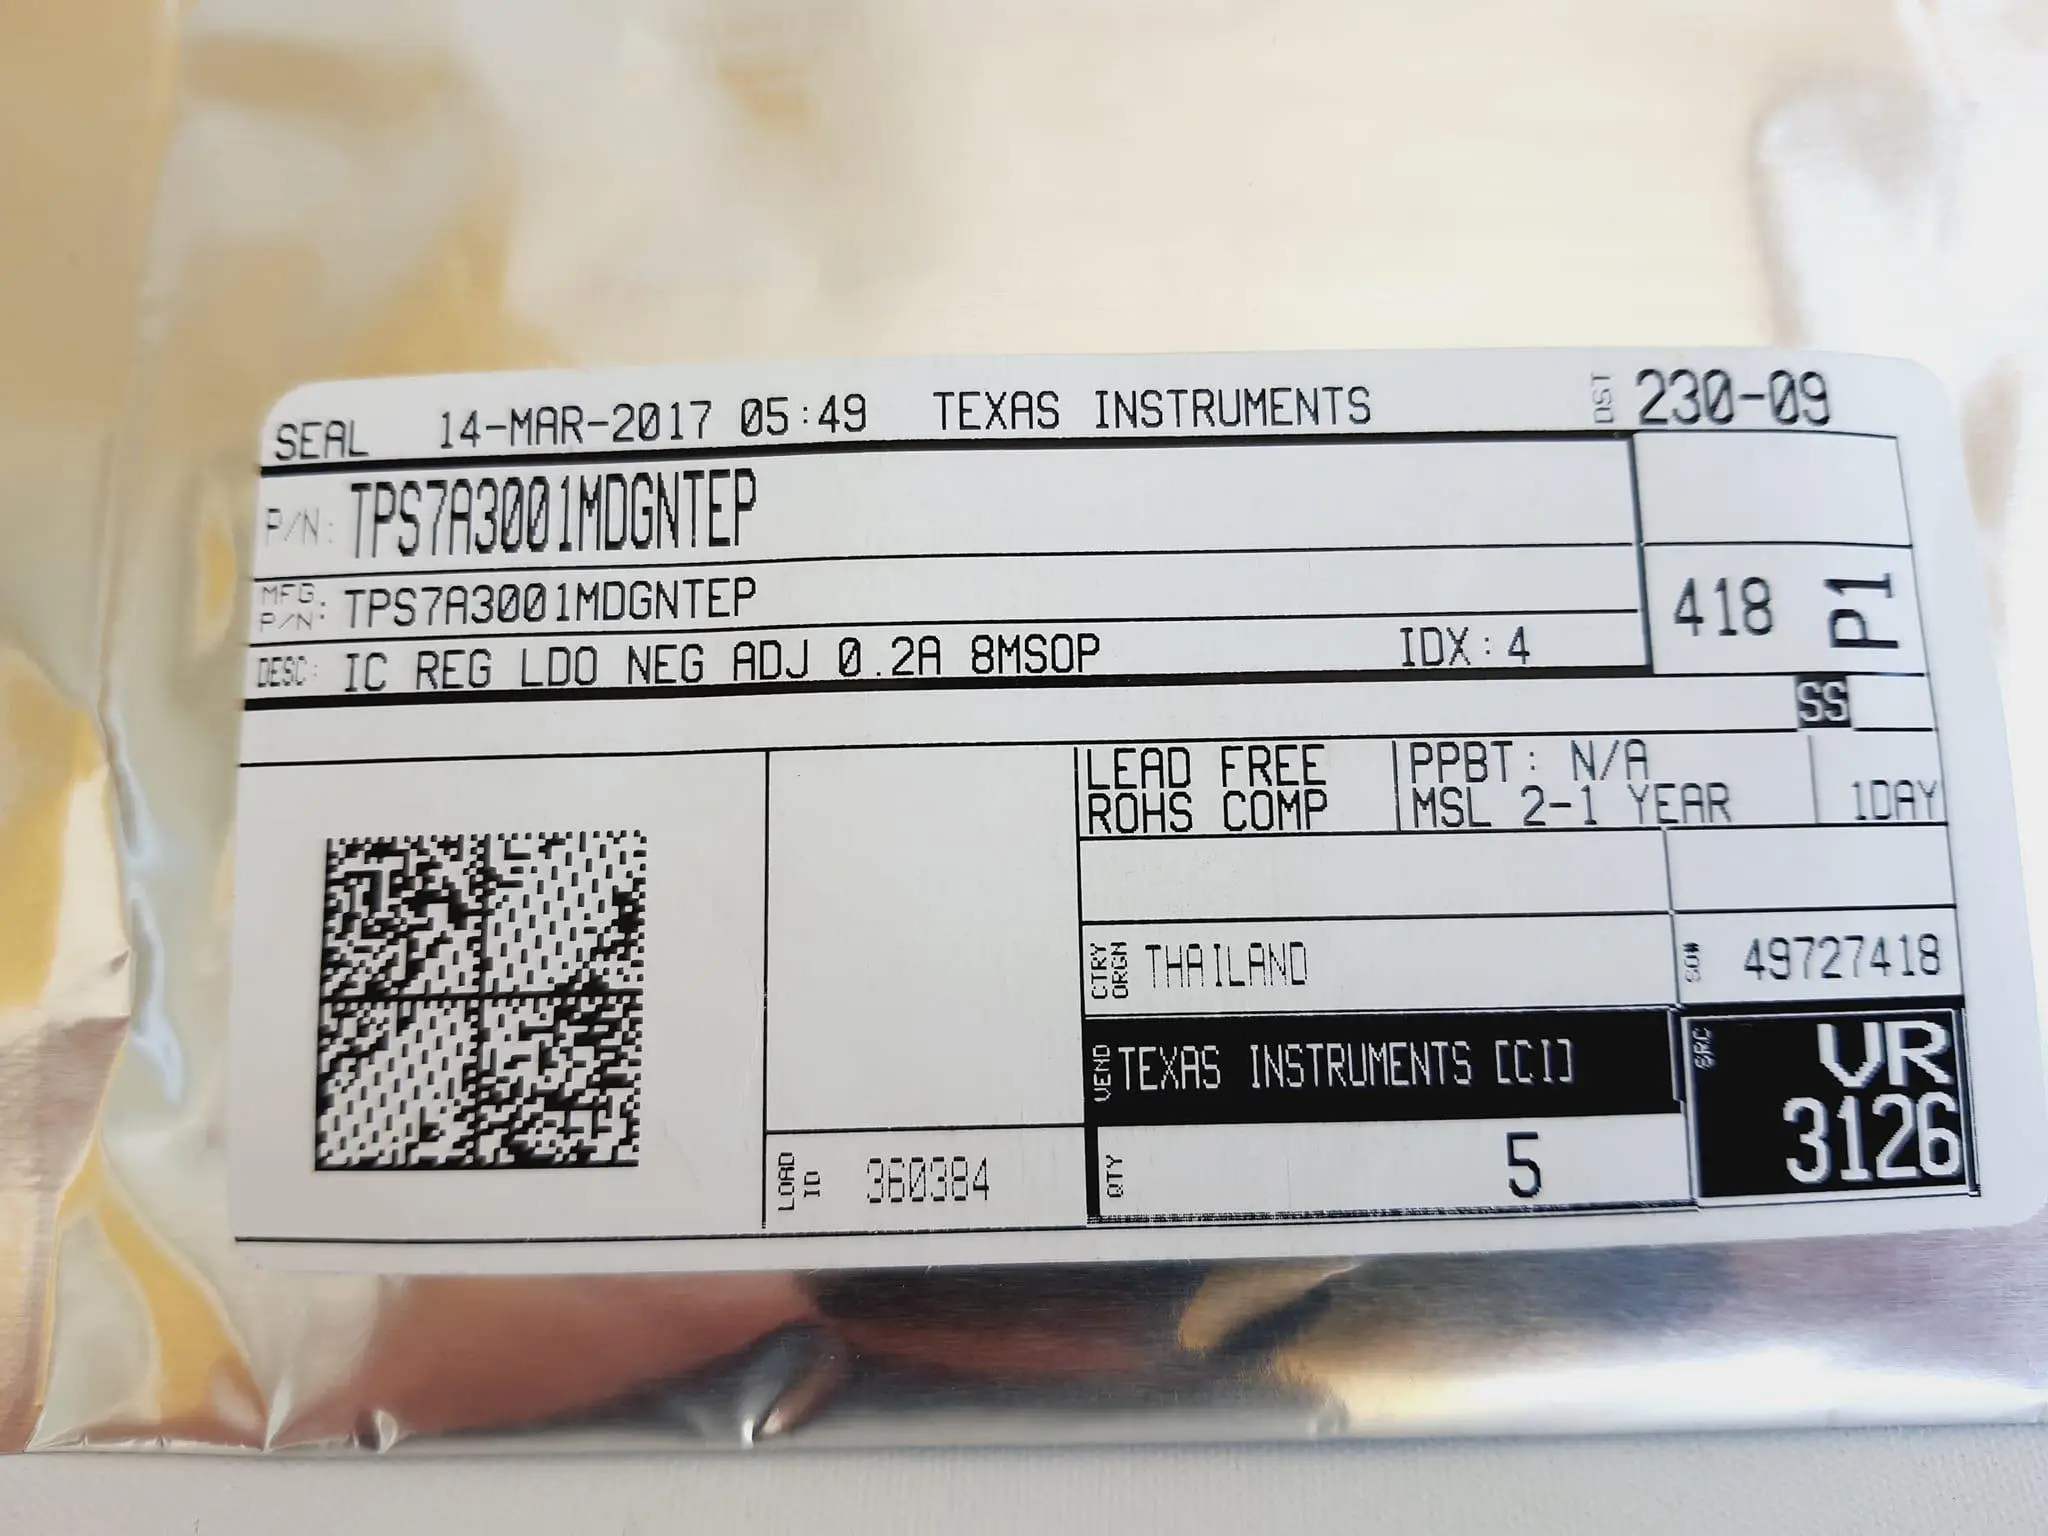 SEAL 14-MAR-2017 05:49 TEXAS INSTRUMENTS DST 230-09
P/N: TPS7A3001MDGNTEP
MFG P/N: TPS7A3001MDGNTEP
418 P1
DESC: IC REG LDO NEG ADJ 0.2A 8MSOP IDX:4
SS
LEAD FREE
ROHS COMP
PPBT: N/A
MSL 2-1 YEAR 1DAY
CTRY ORGN THAILAND
SO# 49727418
VEND TEXAS INSTRUMENTS [CI]
SRC VR
3126
LOAD ID 360384
QTY 5